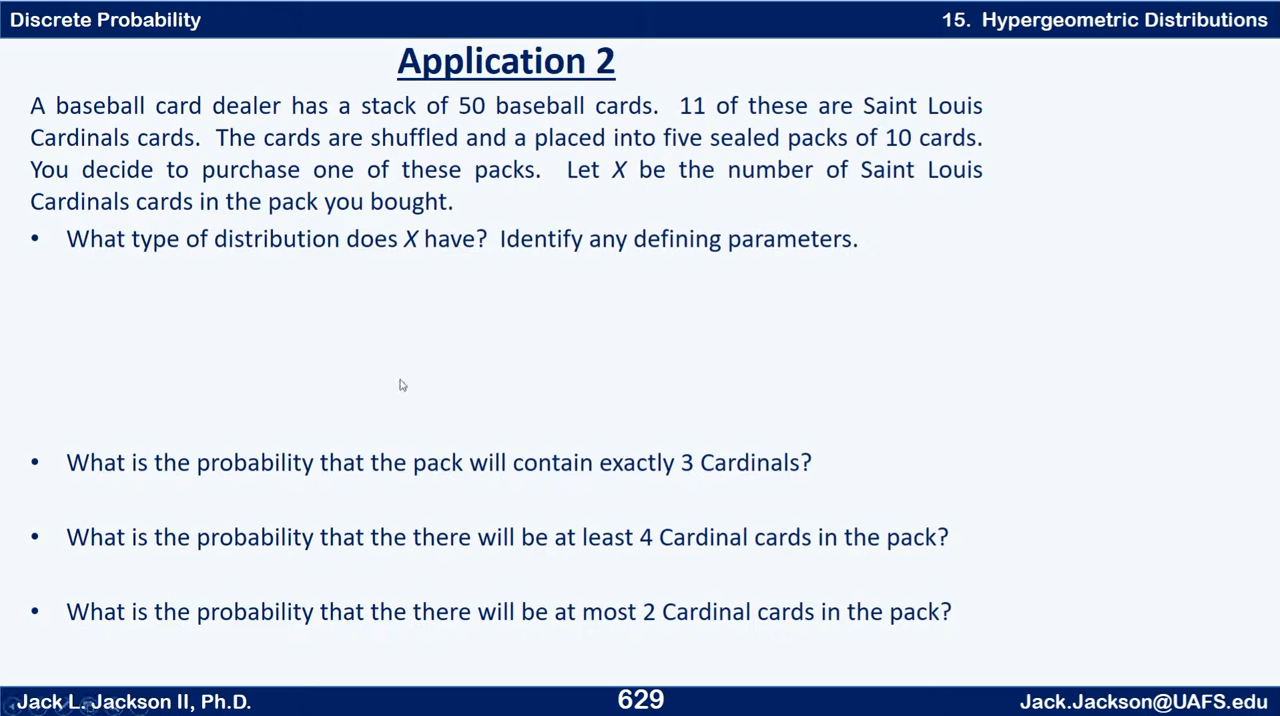 Discrete Probability
15. Hypergeometric Distributions
Application 2
A baseball card dealer has a stack of 50 baseball cards. 11 of these are Saint Louis
Cardinals cards. The cards are shuffled and a placed into five sealed packs of 10 cards.
You decide to purchase one of these packs. Let X be the number of Saint Louis
Cardinals cards in the pack you bought.
• What type of distribution does X have? Identify any defining parameters.
• What is the probability that the pack will contain exactly 3 Cardinals?
• What is the probability that the there will be at least 4 Cardinal cards in the pack?
• What is the probability that the there will be at most 2 Cardinal cards in the pack?
Jack L. Jackson II, Ph.D.
629
Jack.Jackson@UAFS.edu